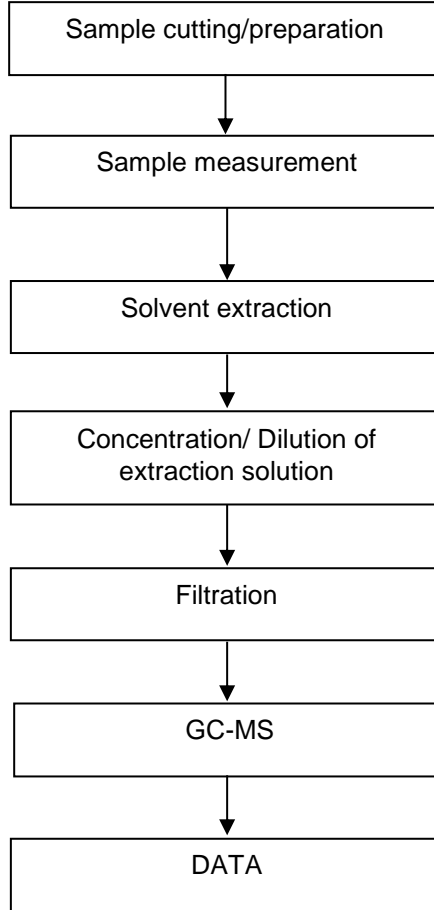 Sample cutting/preparation
Sample measurement
Solvent extraction
Concentration/ Dilution of
extraction solution
Filtration
GC-MS
DATA